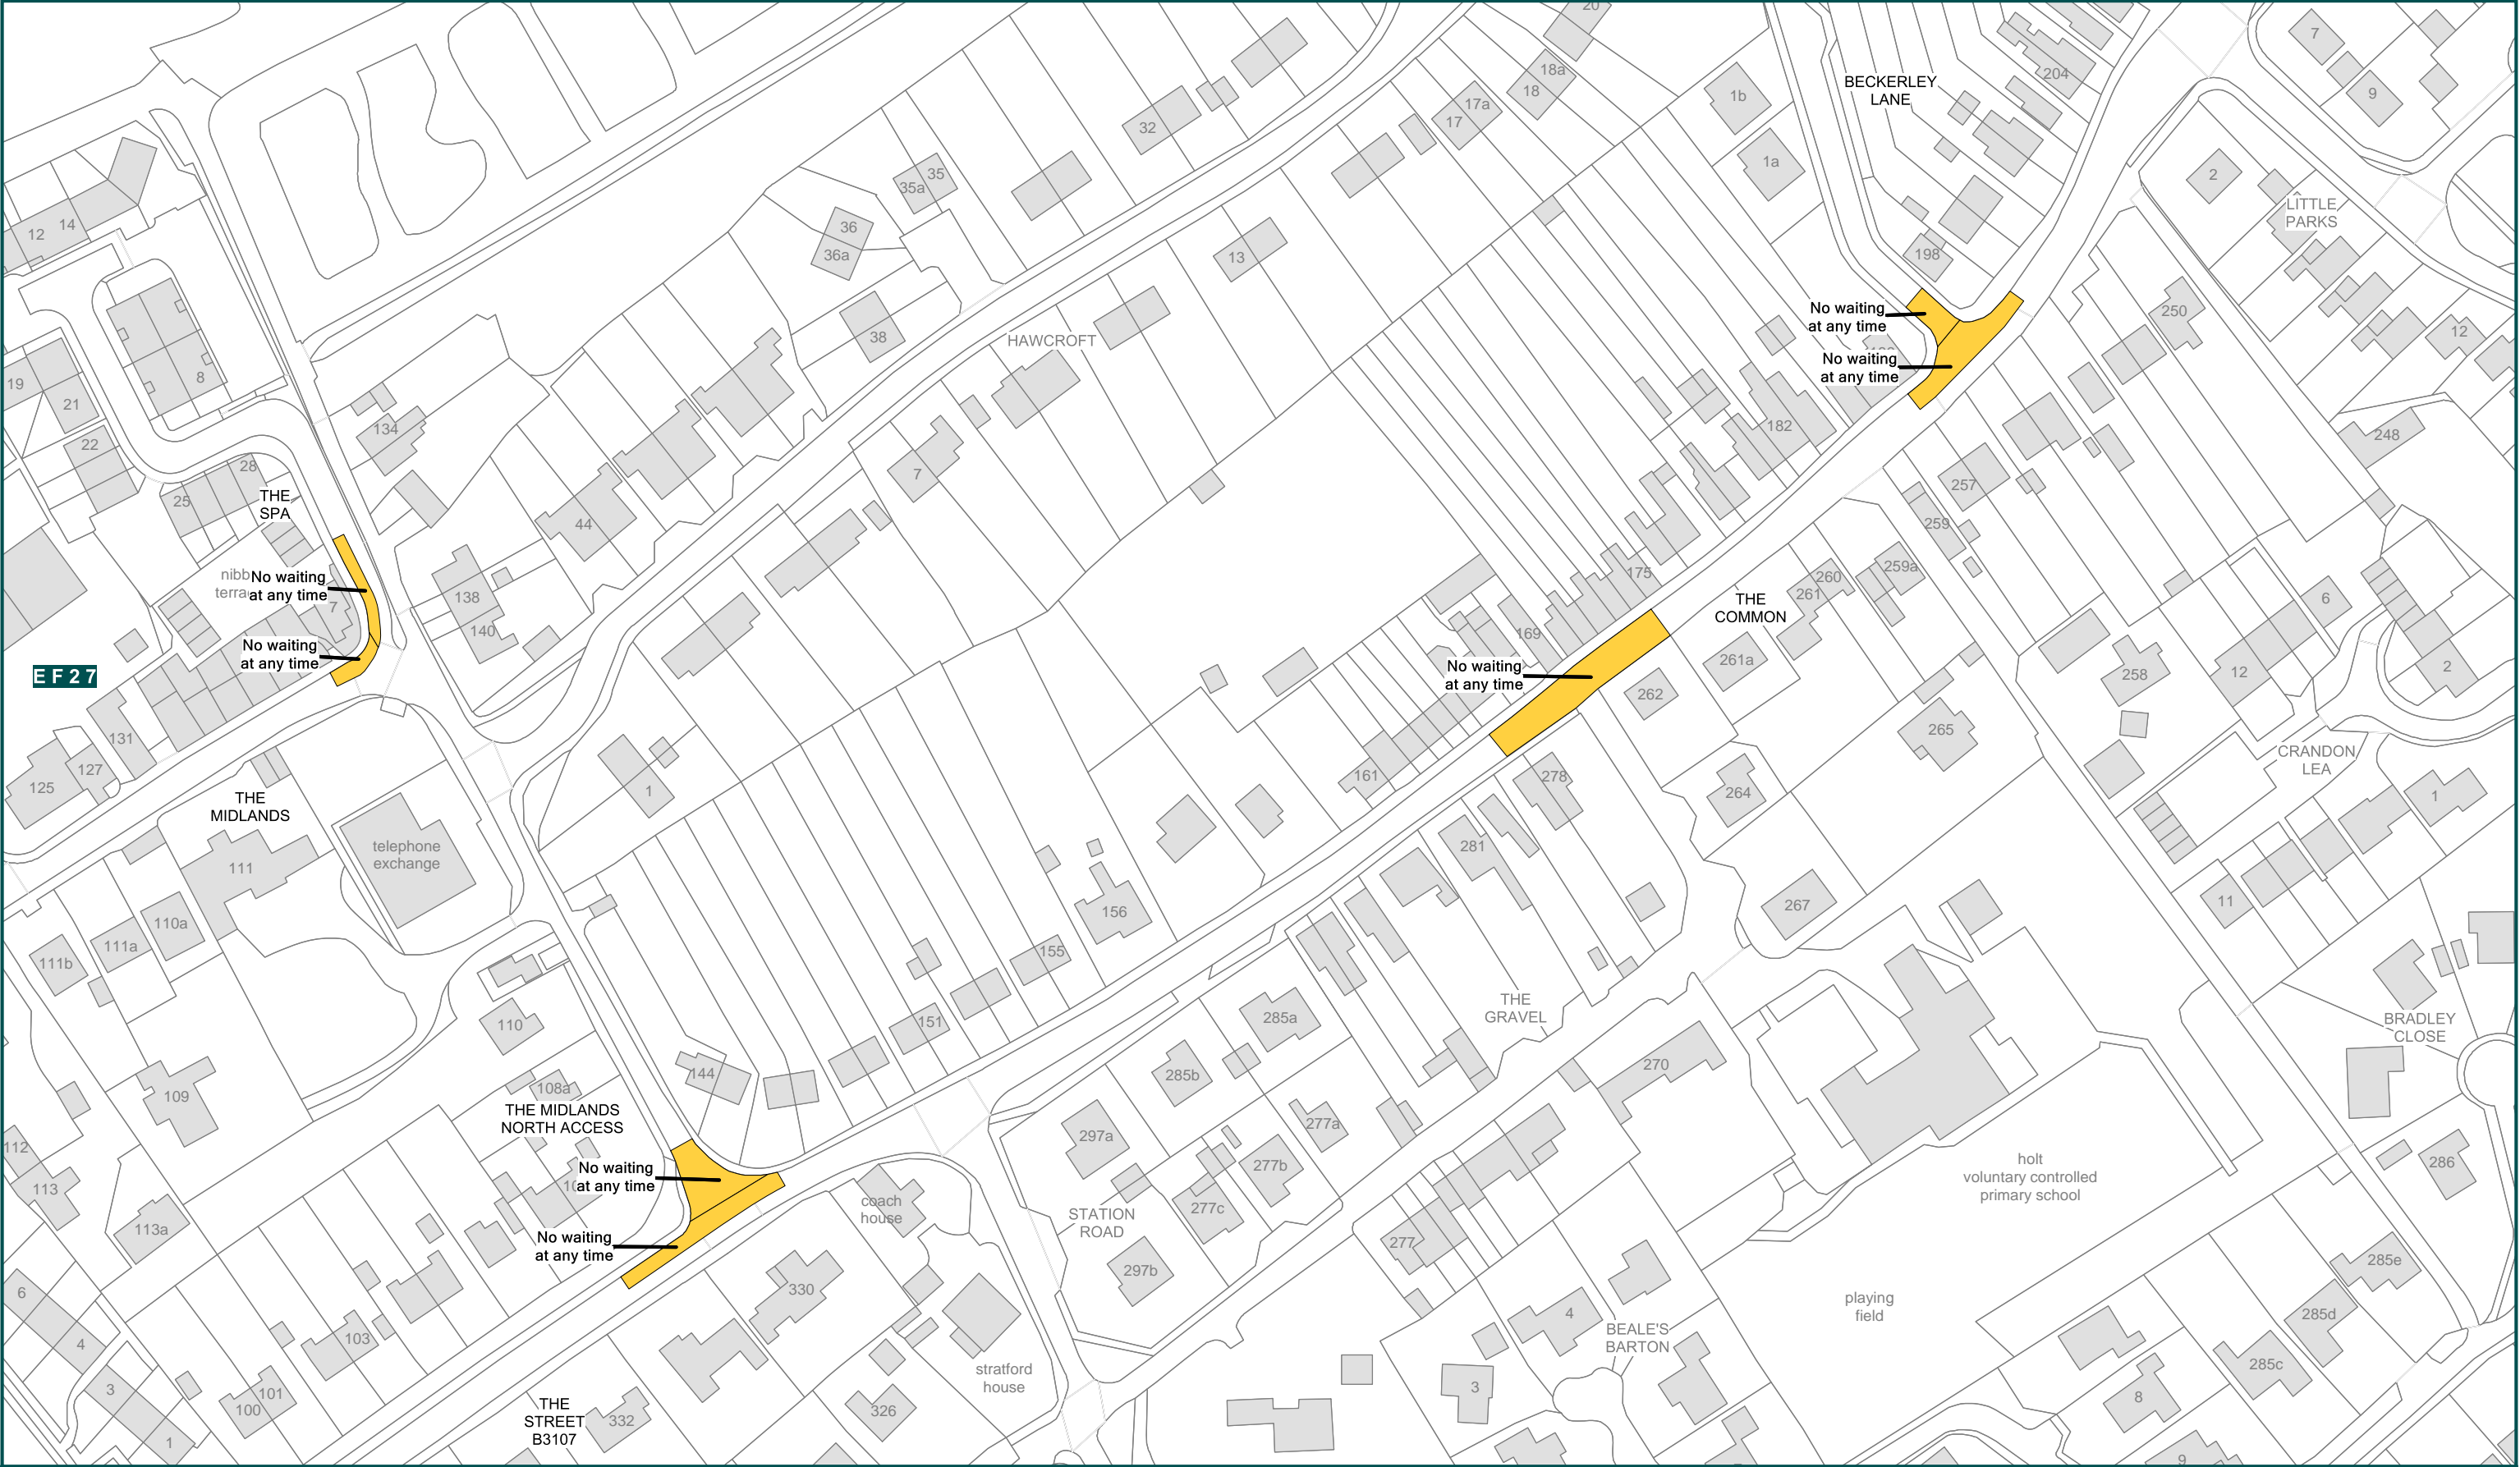 20
7
18a
BECKERLEY
LANE
204
1b
9
17a
18
17
32
1a
2
35
35a
LITTLE
PARKS
14
12
36
36a
13
198
No waiting
at any time
250
38
HAWCROFT
12
No waiting
at any time
8
19
21
134
182
248
22
28
7
257
25
THE
SPA
44
259
No waiting
at any time
7
175
259a
260
261
THE
COMMON
6
138
140
169
No waiting
at any time
261a
No waiting
at any time
E F 2 7
262
258
12
2
131
265
CRANDON
LEA
127
125
161
278
1
264
1
THE
MIDLANDS
telephone
exchange
281
111
267
11
110a
111a
156
111b
155
THE
GRAVEL
285a
151
110
BRADLEY
CLOSE
285b
270
144
108a
109
THE MIDLANDS
NORTH ACCESS
297a
277a
112
No waiting
at any time
277b
holt
voluntary controlled
primary school
286
113
113a
coach
house
277c
STATION
ROAD
277
No waiting
at any time
297b
285e
330
6
playing
field
4
285d
103
4
BEALE'S
BARTON
285c
stratford
house
3
101
100
3
8
THE
STREET
B3107
332
326
1
9